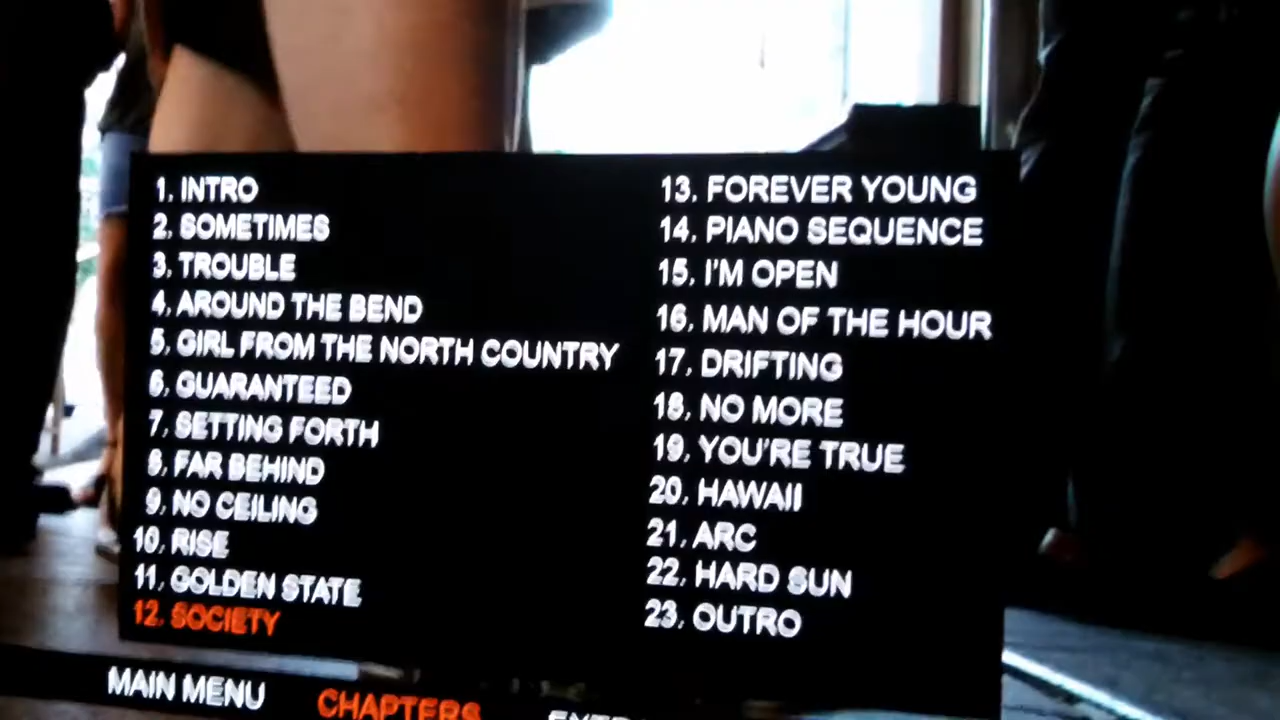 1. INTRO
2. SOMETIMES
3. TROUBLE
4. AROUND THE BEND
5. GIRL FROM THE NORTH COUNTRY
6. GUARANTEED
7. SETTING FORTH
8. FAR BEHIND
9. NO CEILING
10. RISE
11. GOLDEN STATE
12. SOCIETY
13. FOREVER YOUNG
14. PIANO SEQUENCE
15. I'M OPEN
16. MAN OF THE HOUR
17. DRIFTING
18. NO MORE
19. YOU'RE TRUE
20. HAWAII
21. ARC
22. HARD SUN
23. OUTRO
MAIN MENU CHAPTERS